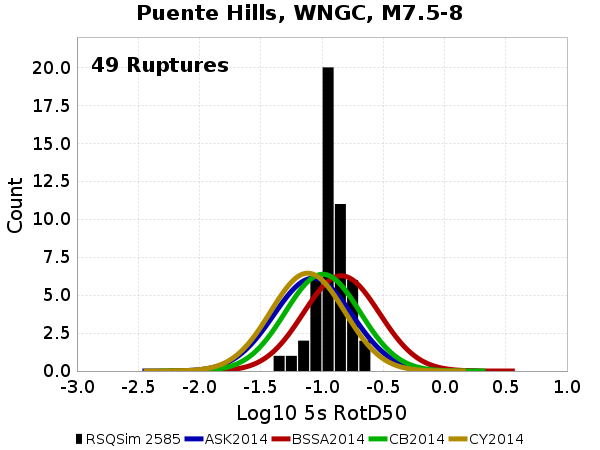 Puente Hills, WNGC, M7.5-8
49 Ruptures
Count
20.0
17.5
15.0
12.5
10.0
7.5
5.0
2.5
0.0
-3.0 -2.5 -2.0 -1.5 -1.0 -0.5 0.0 0.5 1.0
Log10 5s RotD50
RSQSim 2585 ASK2014 BSSA2014 CB2014 CY2014